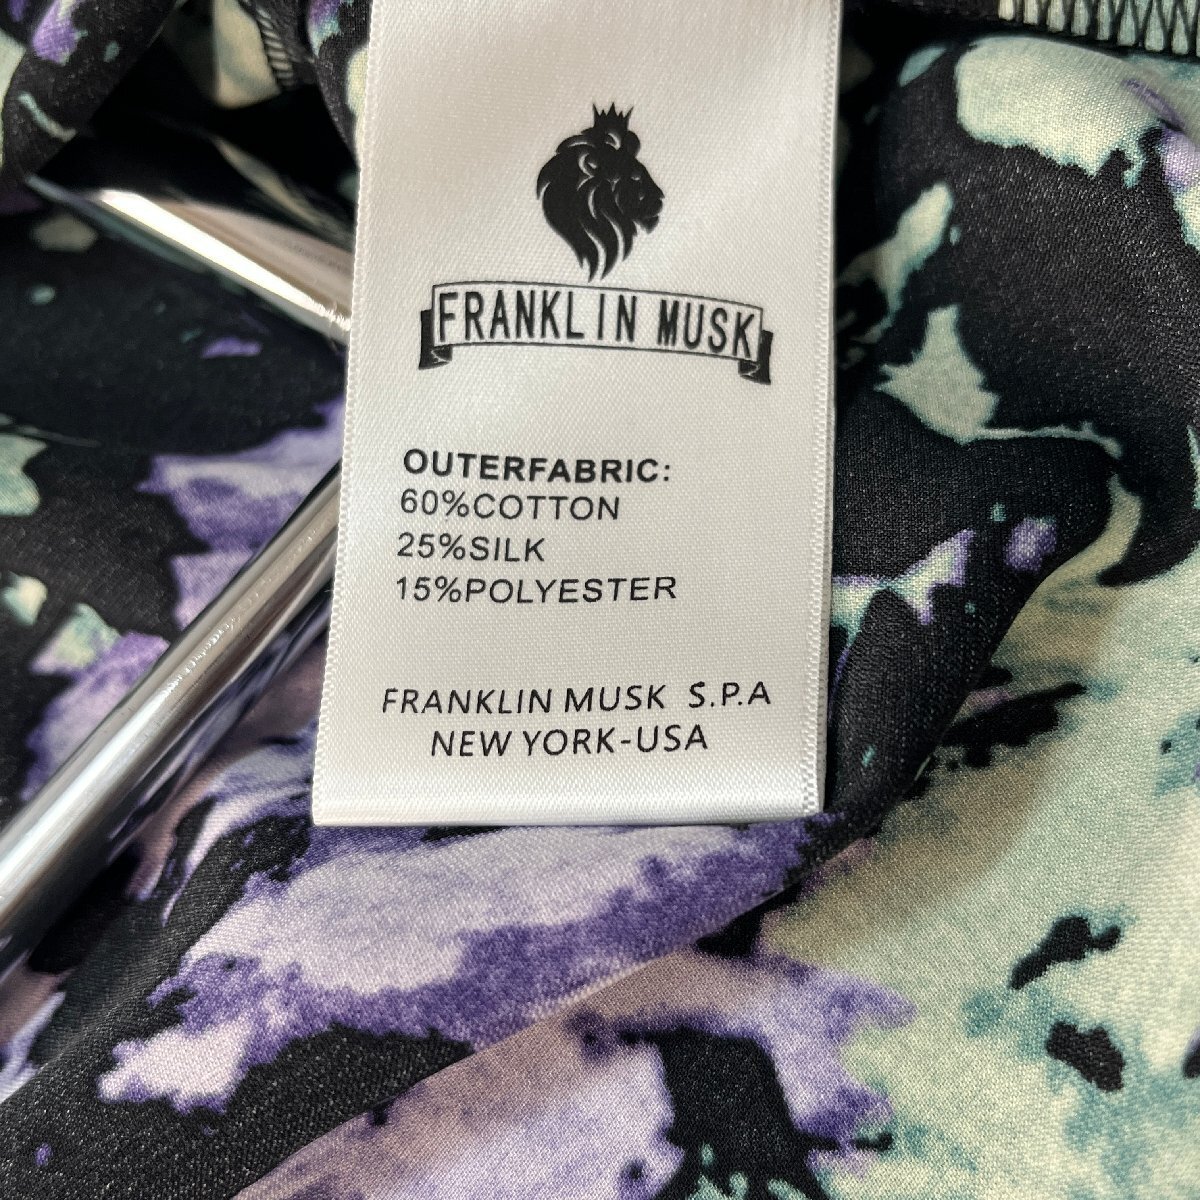 FRANKLIN MUSK
OUTERFABRIC:
60%COTTON
25%SILK
15%POLYESTER
FRANKLIN MUSK S.P.A
NEW YORK-USA